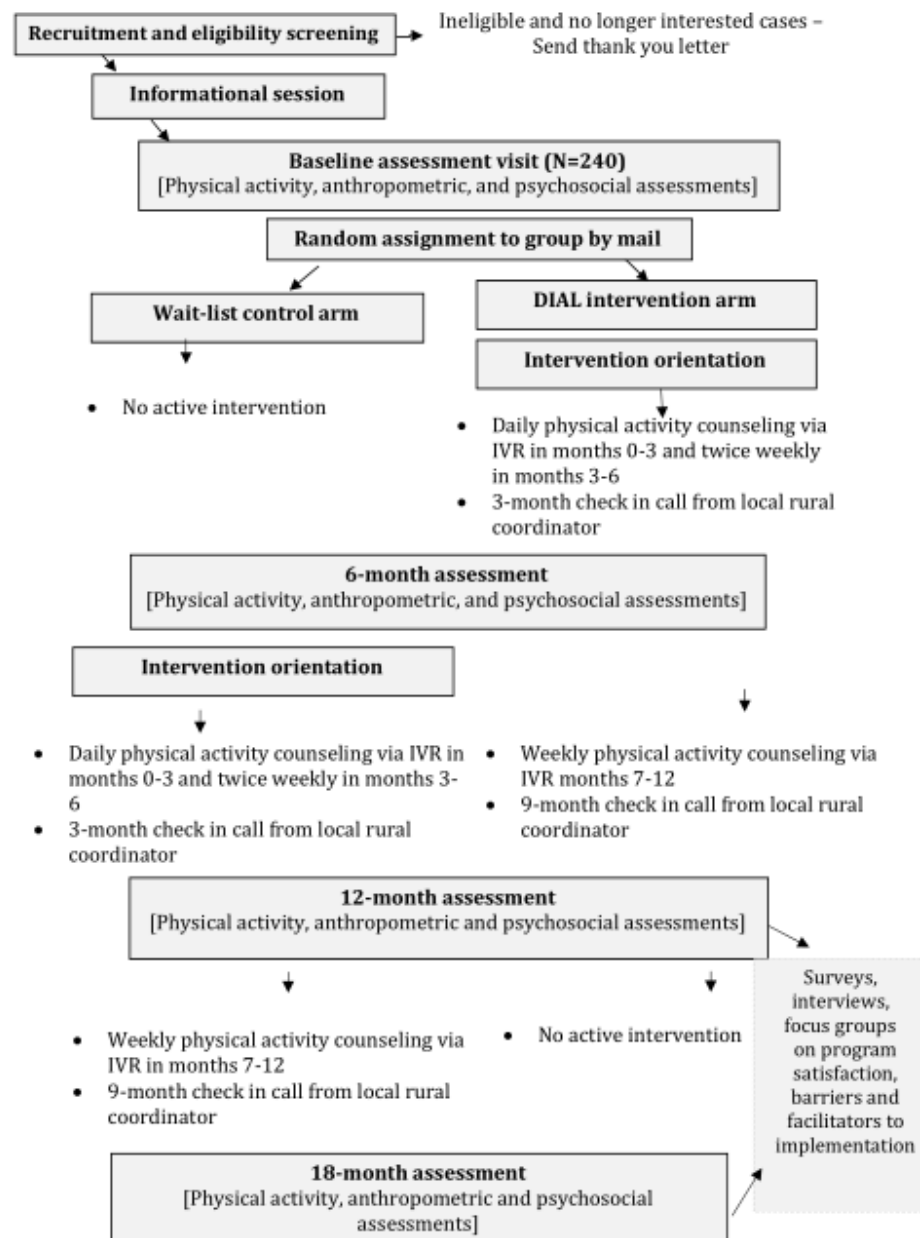 Recruitment and eligibility screening
Ineligible and no longer interested cases –
Send thank you letter
Informational session
Baseline assessment visit (N=240)
[Physical activity, anthropometric, and psychosocial assessments]
Random assignment to group by mail
Wait-list control arm
DIAL intervention arm
Intervention orientation
• No active intervention
• Daily physical activity counseling via
IVR in months 0-3 and twice weekly
in months 3-6
• 3-month check in call from local rural
coordinator
6-month assessment
[Physical activity, anthropometric, and psychosocial assessments]
Intervention orientation
• Daily physical activity counseling via IVR in
months 0-3 and twice weekly in months 3-
6
• 3-month check in call from local rural
coordinator
• Weekly physical activity counseling via
IVR months 7-12
• 9-month check in call from local rural
coordinator
12-month assessment
[Physical activity, anthropometric and psychosocial assessments]
• Weekly physical activity counseling via
IVR in months 7-12
• 9-month check in call from local rural
coordinator
• No active intervention
Surveys,
interviews,
focus groups
on program
satisfaction,
barriers and
facilitators to
implementation
18-month assessment
[Physical activity, anthropometric and psychosocial
assessments]